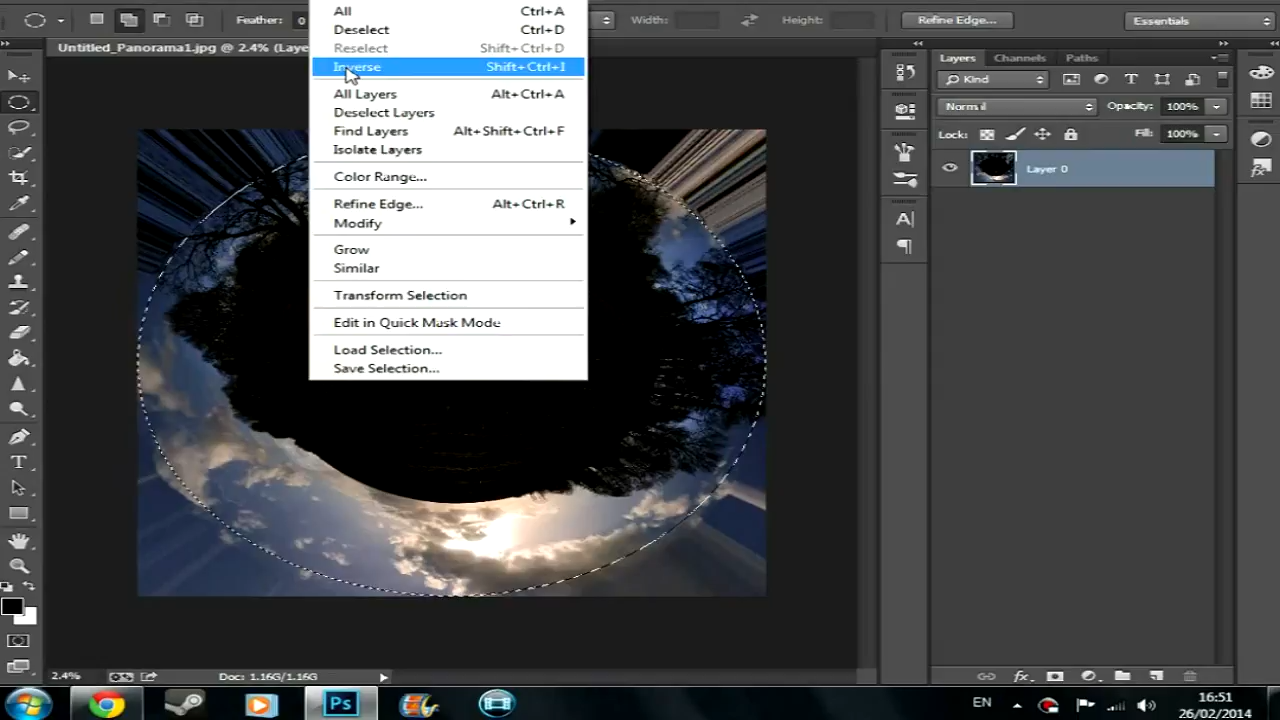 Feather: 0
Width:
Height:
Refine Edge...
Essentials
Untitled_Panorama1.jpg @ 2.4% (Laye
All Ctrl+A
Deselect Ctrl+D
Reselect Shift+Ctrl+D
Inverse Shift+Ctrl+I
All Layers Alt+Ctrl+A
Deselect Layers
Find Layers Alt+Shift+Ctrl+F
Isolate Layers
Color Range...
Refine Edge... Alt+Ctrl+R
Modify
Grow
Similar
Transform Selection
Edit in Quick Mask Mode
Load Selection...
Save Selection...
Layers Channels Paths
Kind
Normal Opacity: 100%
Lock: Fill: 100%
Layer 0
2.4% Doc: 1.16G/1.16G
Ps
EN
16:51
26/02/2014